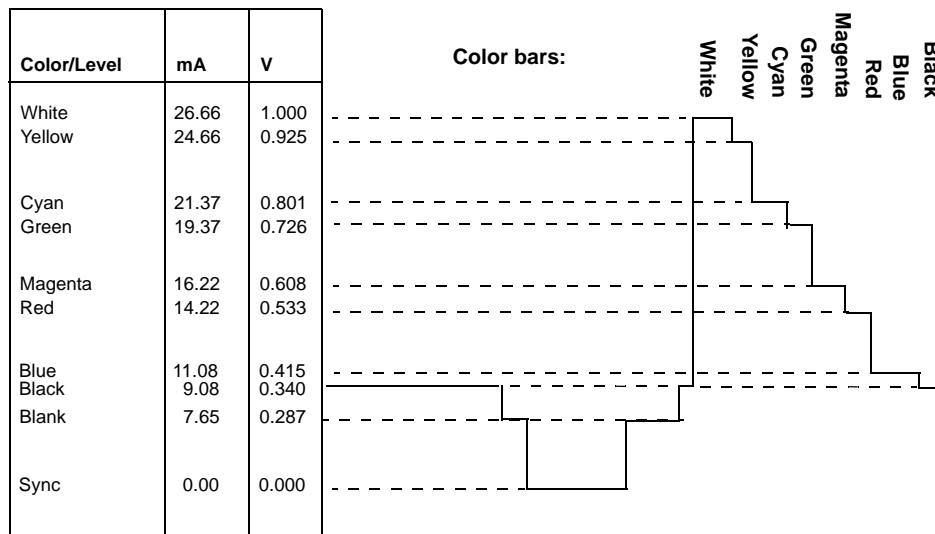 Color/Level mA V
White 26.66 1.000
Yellow 24.66 0.925
Cyan 21.37 0.801
Green 19.37 0.726
Magenta 16.22 0.608
Red 14.22 0.533
Blue 11.08 0.415
Black 9.08 0.340
Blank 7.65 0.287
Sync 0.00 0.000
Color bars:
White
Yellow
Cyan
Green
Magenta
Red
Blue
Black